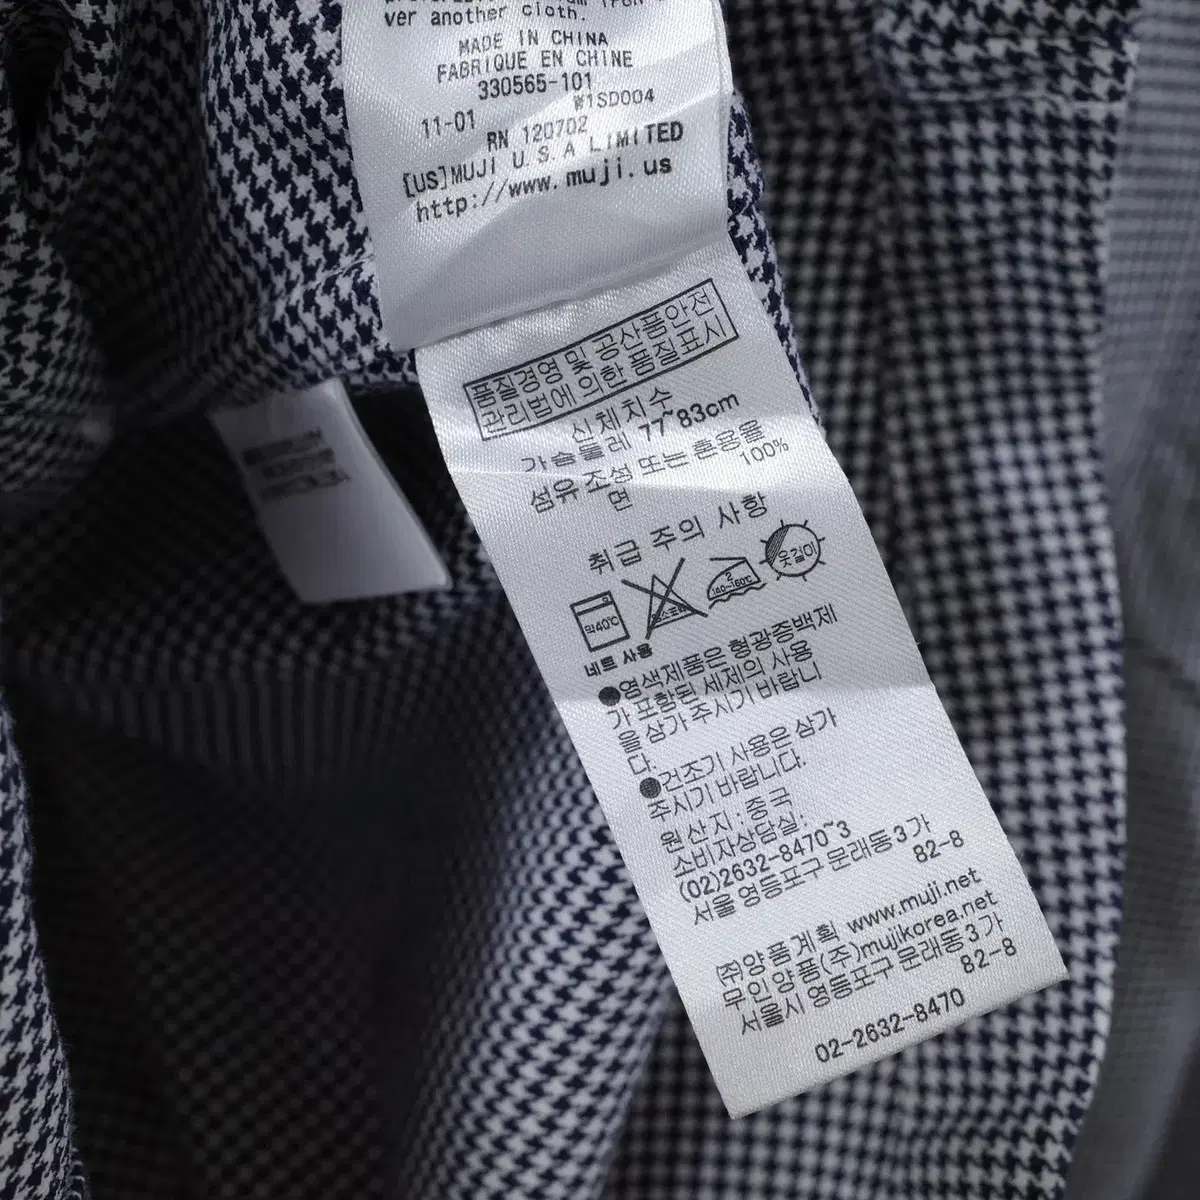 ver another cloth.
MADE IN CHINA
FABRIQUE EN CHINE
330565-101
W1SD004
11-01
RN 120702
[US]MUJI U.S.A LIMITED
http://www.muji.us
품질경영 및 공산품안전
관리법에 의한 품질표시
신체치수
가슴둘레 77~83cm
섬유 조성 또는 혼용율
면 100%
취급 주의 사항
약40℃
2
140~160℃
옷걸이
네트 사용
●염색제품은 형광증백제
가 포함된 세제의 사용
을 삼가 주시기 바랍니
다.
●건조기 사용은 삼가
주시기 바랍니다.
원산지 : 중국
소비자상담실:
(02)2632-8470~3
서울 영등포구 문래동3가
82-8
㈜양품계획 www.muji.net
무인양품(주)mujikorea.net
서울시 영등포구 문래동3가
82-8
02-2632-8470